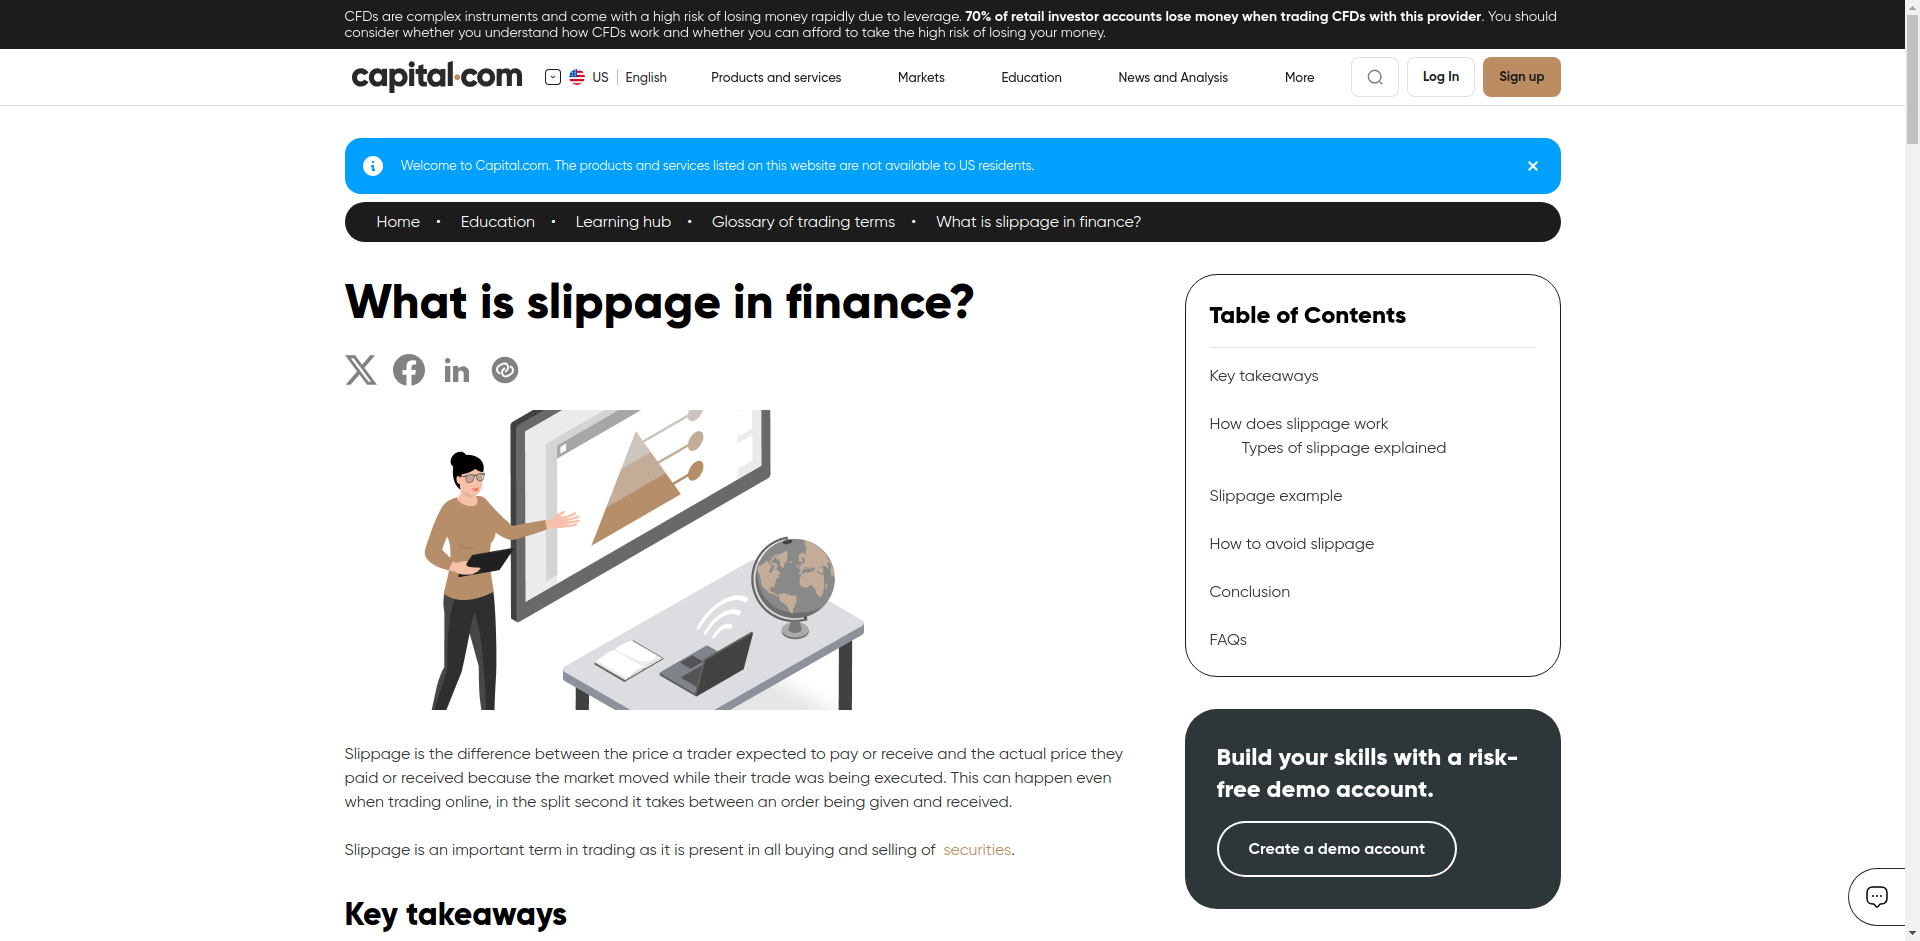 CFDs are complex instruments and come with a high risk of losing money rapidly due to leverage. 70% of retail investor accounts lose money when trading CFDs with this provider. You should
consider whether you understand how CFDs work and whether you can afford to take the high risk of losing your money.
capital.com
US
English
Products and services
Markets
Education
News and Analysis
More
Log In
Sign up
Welcome to Capital.com. The products and services listed on this website are not available to US residents.
Home • Education • Learning hub • Glossary of trading terms • What is slippage in finance?
What is slippage in finance?
Slippage is the difference between the price a trader expected to pay or receive and the actual price they
paid or received because the market moved while their trade was being executed. This can happen even
when trading online, in the split second it takes between an order being given and received.
Slippage is an important term in trading as it is present in all buying and selling of securities.
Key takeaways
Table of Contents
Key takeaways
How does slippage work
Types of slippage explained
Slippage example
How to avoid slippage
Conclusion
FAQs
Build your skills with a risk-
free demo account.
Create a demo account